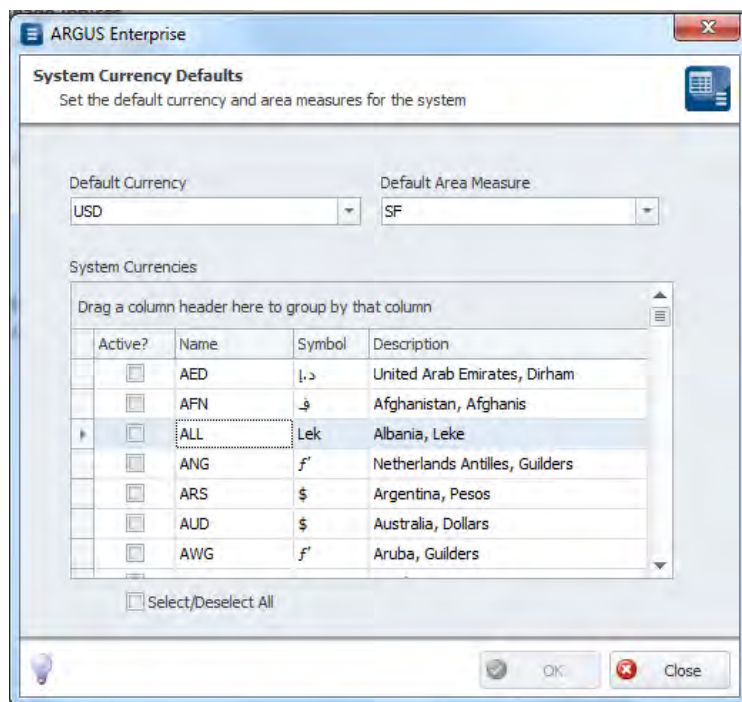 ARGUS Enterprise
System Currency Defaults
Set the default currency and area measures for the system
Default Currency Default Area Measure
USD SF
System Currencies
Drag a column header here to group by that column
Active? Name Symbol Description
AED د.إ United Arab Emirates, Dirham
AFN ؋ Afghanistan, Afghanis
ALL Lek Albania, Leke
ANG ƒ Netherlands Antilles, Guilders
ARS $ Argentina, Pesos
AUD $ Australia, Dollars
AWG ƒ Aruba, Guilders
Select/Deselect All
OK Close